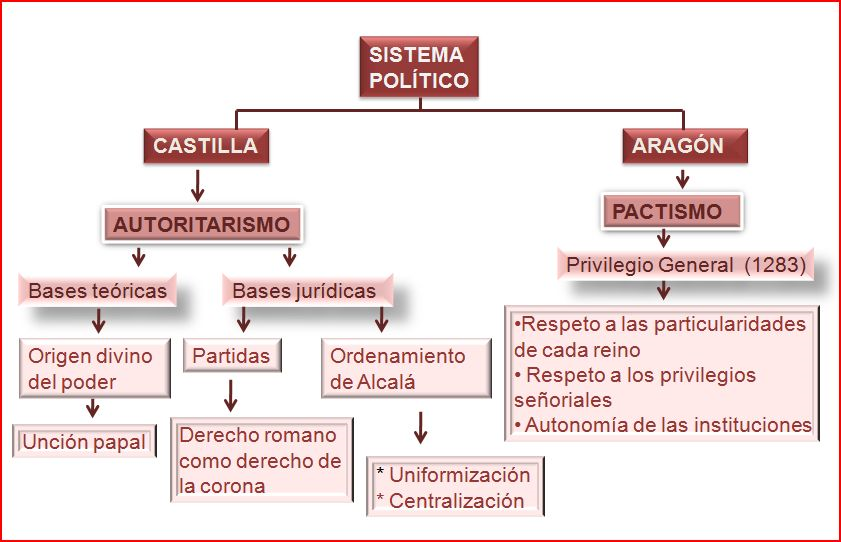 SISTEMA
POLÍTICO
CASTILLA
ARAGÓN
AUTORITARISMO
PACTISMO
Bases teóricas
Bases jurídicas
Privilegio General (1283)
Origen divino
del poder
Partidas
Ordenamiento
de Alcalá
•Respeto a las particularidades
de cada reino
• Respeto a los privilegios
señoriales
• Autonomía de las instituciones
Unción papal
Derecho romano
como derecho de
la corona
* Uniformización
* Centralización